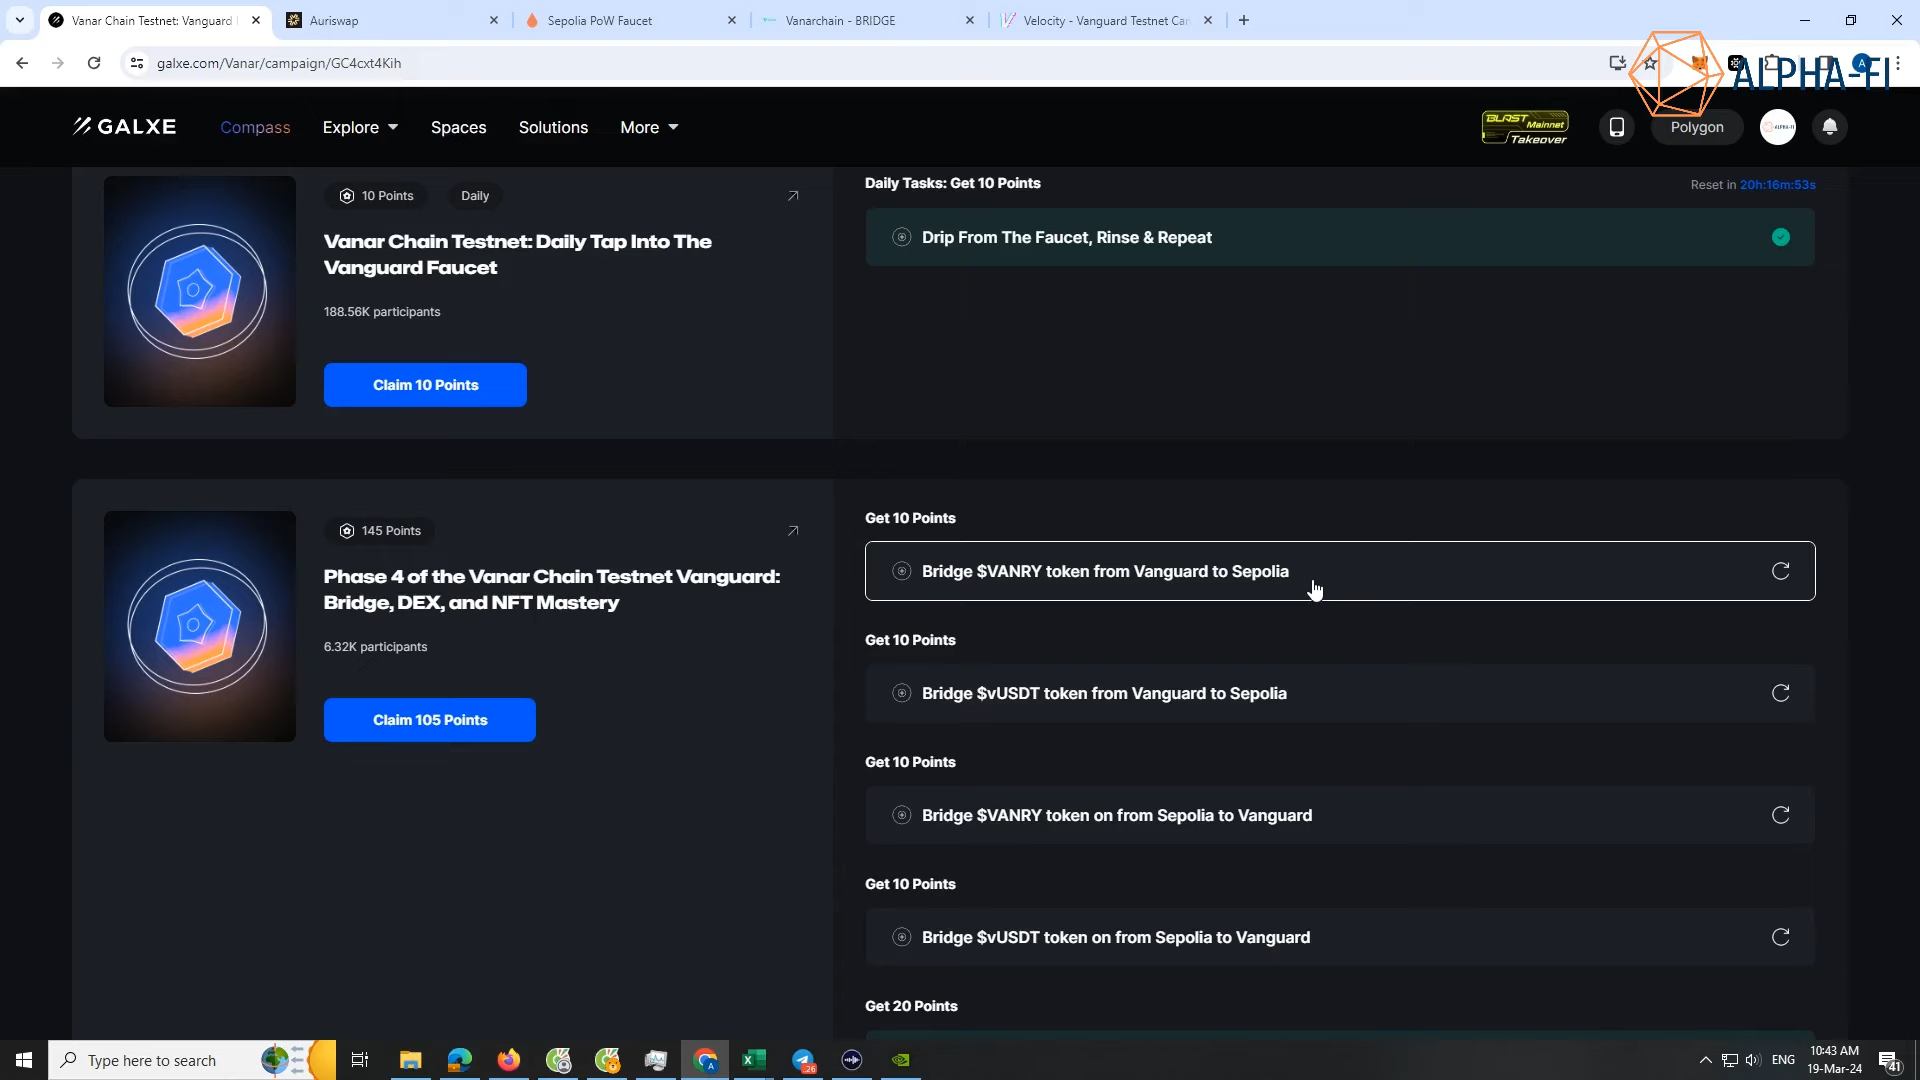 Vanar Chain Testnet: Vanguard
Auriswap
Sepolia PoW Faucet
Vanarchain - BRIDGE
Velocity - Vanguard Testnet Can
galxe.com/Vanar/campaign/GC4cxt4Kih
ALPHA-FI
GALXE
Compass
Explore
Spaces
Solutions
More
BLAST Mainnet
Takeover
Polygon
10 Points
Daily
Vanar Chain Testnet: Daily Tap Into The
Vanguard Faucet
188.56K participants
Claim 10 Points
Daily Tasks: Get 10 Points
Reset in 20h:16m:53s
Drip From The Faucet, Rinse & Repeat
145 Points
Phase 4 of the Vanar Chain Testnet Vanguard:
Bridge, DEX, and NFT Mastery
6.32K participants
Claim 105 Points
Get 10 Points
Bridge $VANRY token from Vanguard to Sepolia
Get 10 Points
Bridge $vUSDT token from Vanguard to Sepolia
Get 10 Points
Bridge $VANRY token on from Sepolia to Vanguard
Get 10 Points
Bridge $vUSDT token on from Sepolia to Vanguard
Get 20 Points
Type here to search
ENG
10:43 AM
19-Mar-24
41